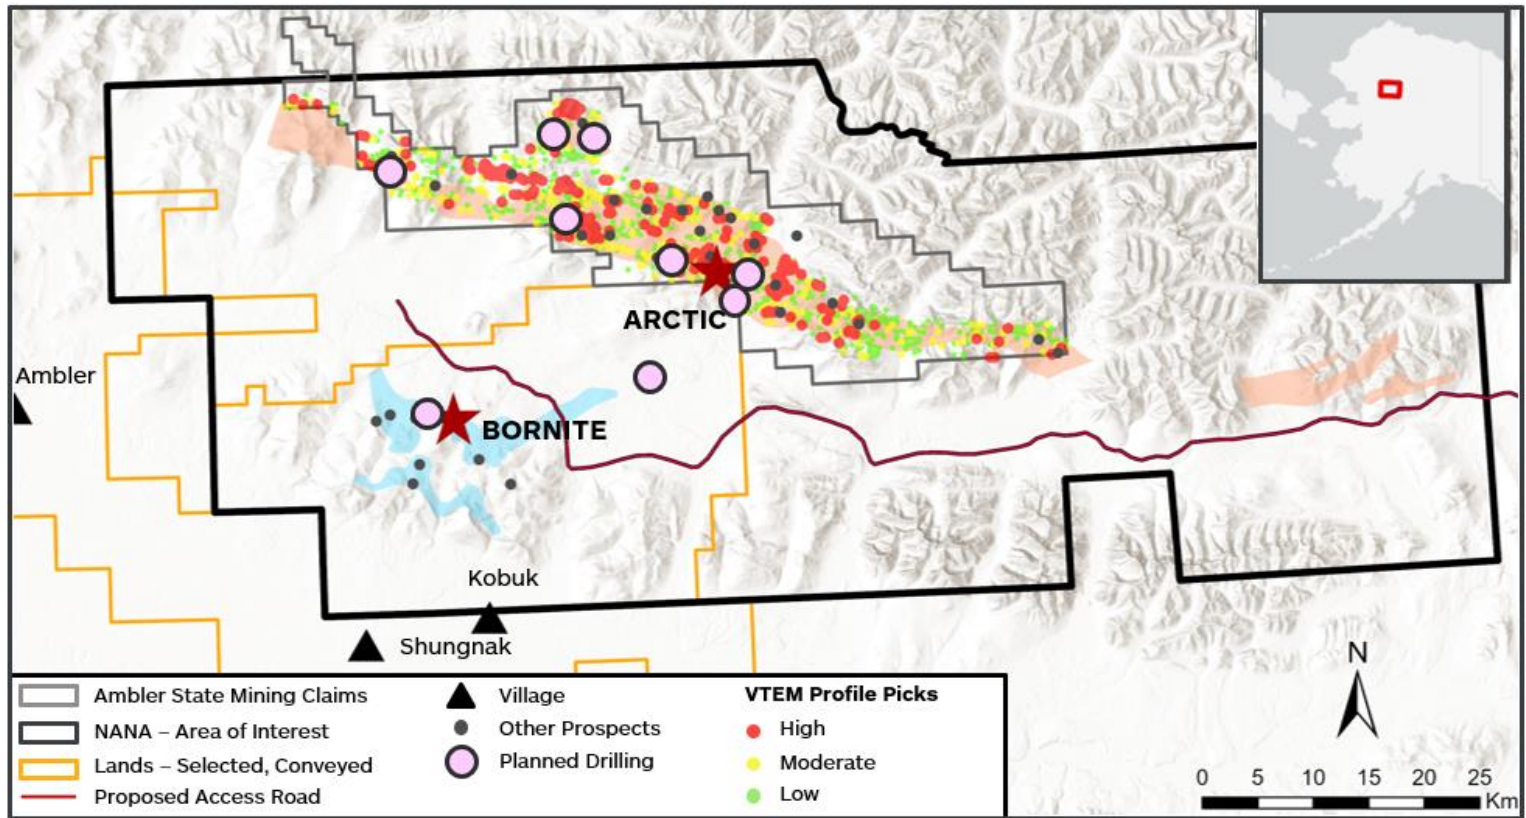 ARCTIC
Ambler
BORNITE
Kobuk
Shungnak
N
0 5 10 15 20 25
Km
Ambler State Mining Claims
NANA – Area of Interest
Lands – Selected, Conveyed
Proposed Access Road
Village
Other Prospects
Planned Drilling
VTEM Profile Picks
High
Moderate
Low